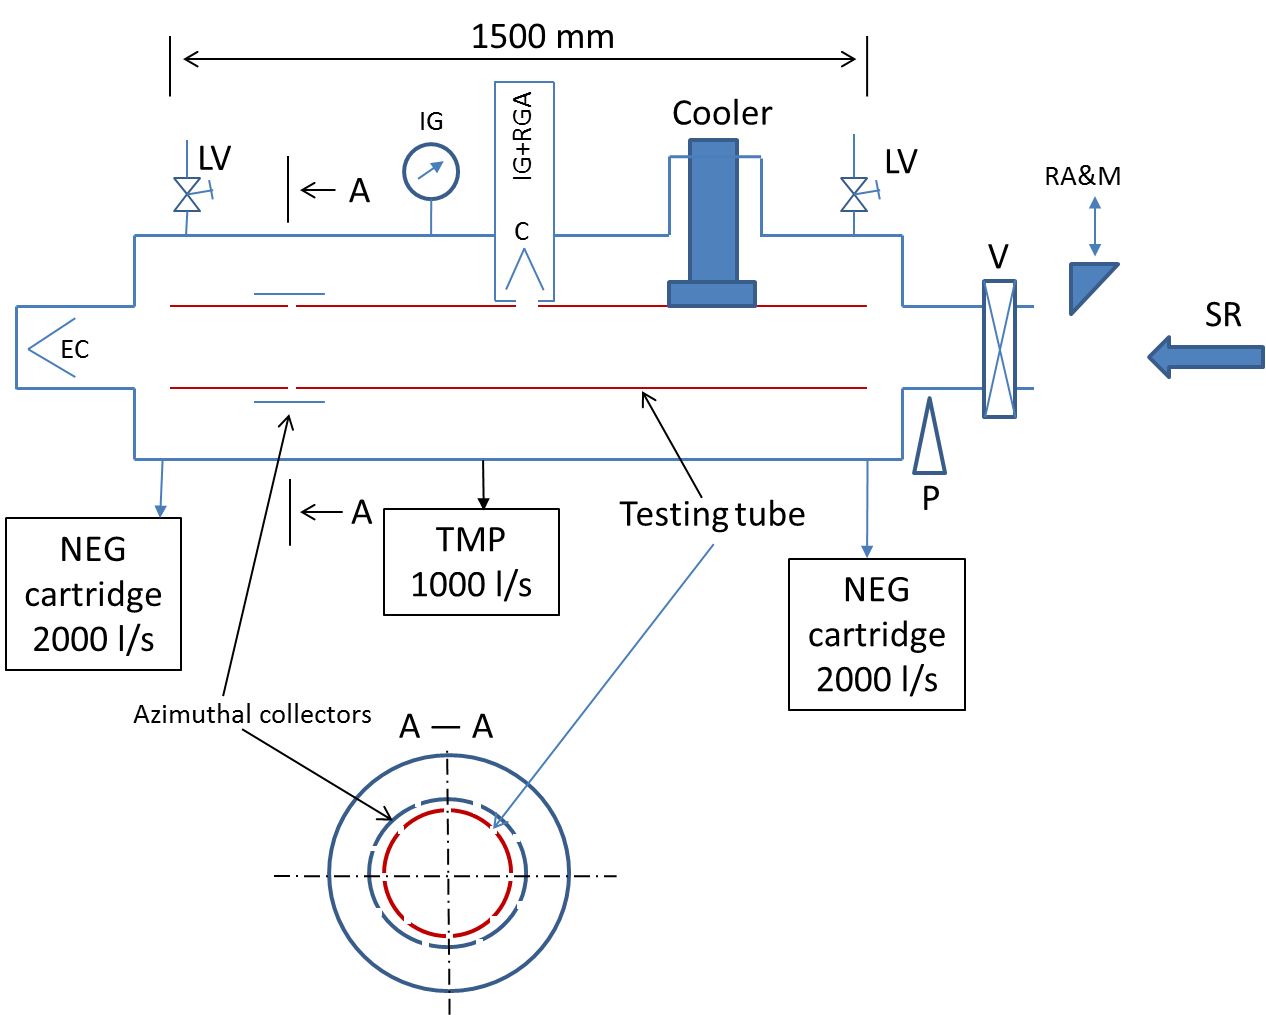 1500 mm
IG
IG+RGA
Cooler
LV
LV
A
RA&M
C
V
SR
EC
P
A
Testing tube
NEG
cartridge
2000 l/s
TMP
1000 l/s
NEG
cartridge
2000 l/s
Azimuthal collectors
A — A